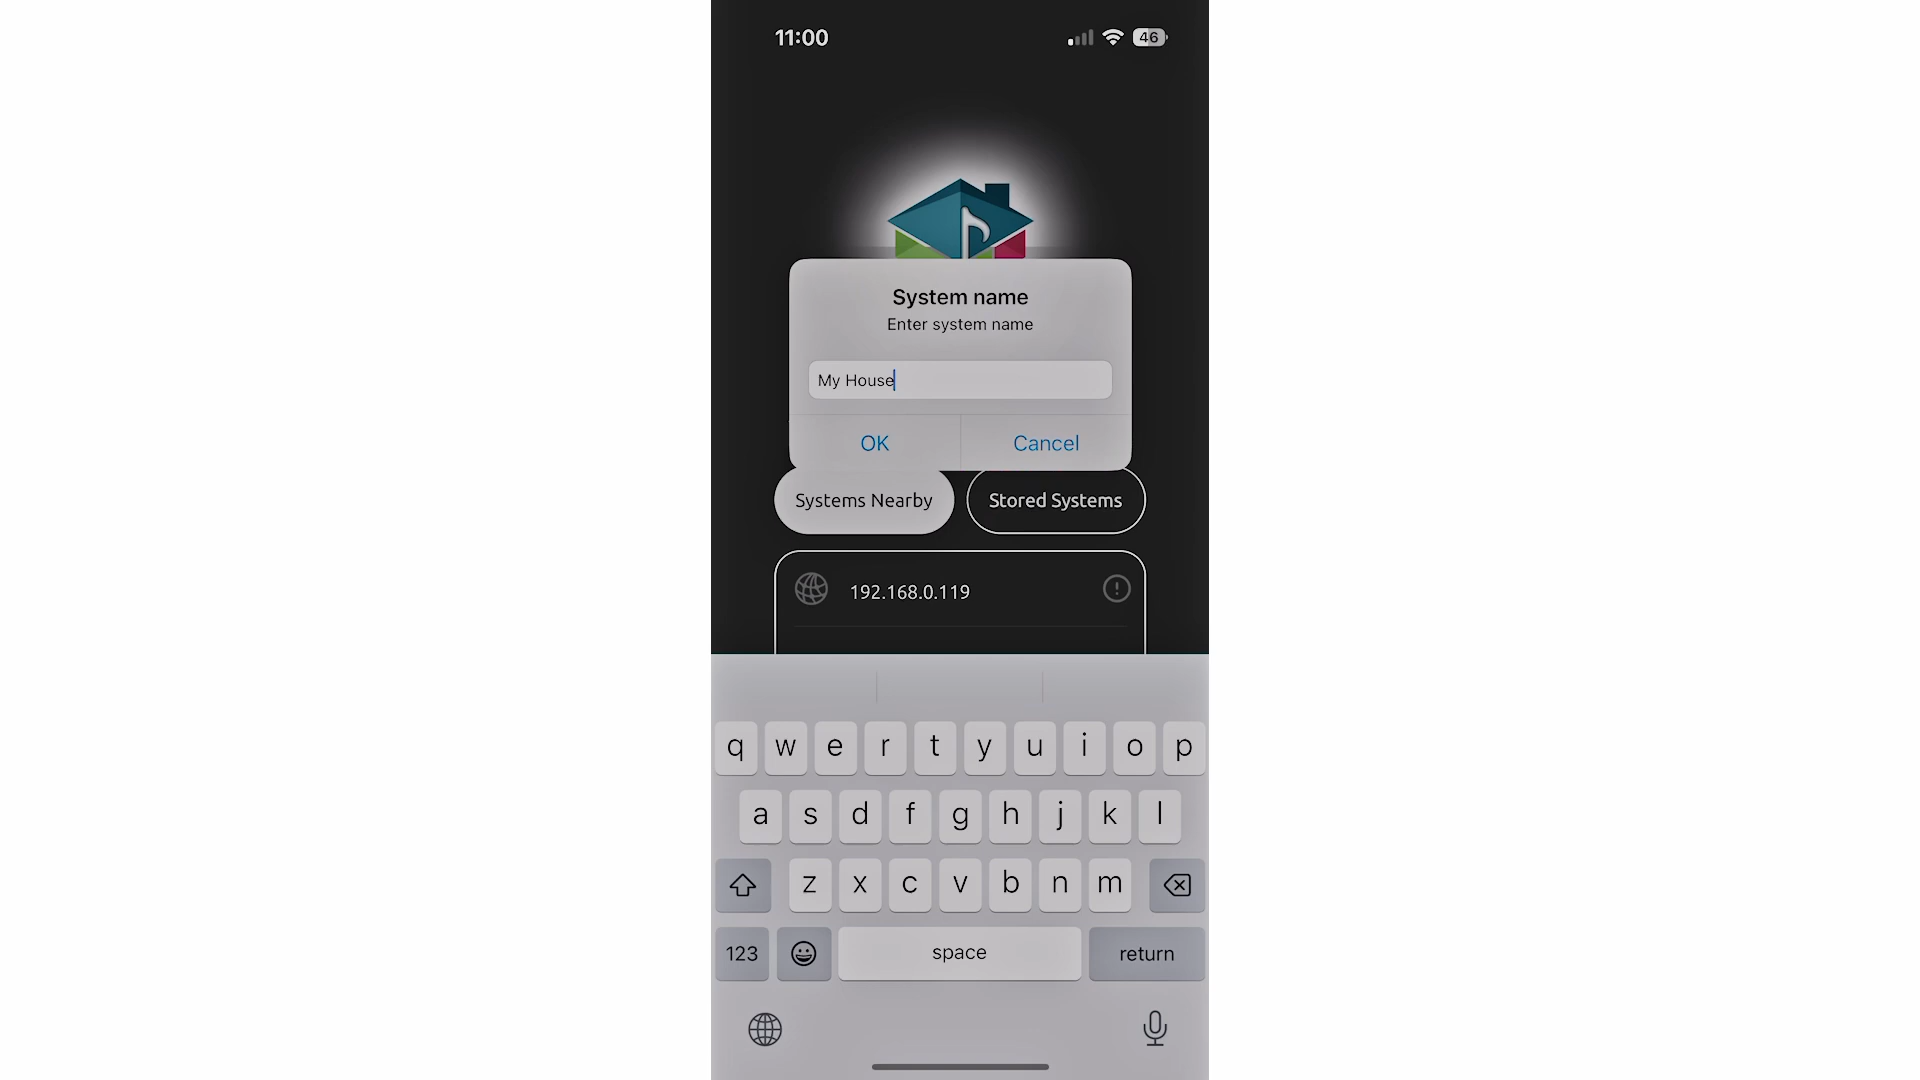 11:00
46
System name
Enter system name
My House
OK Cancel
Systems Nearby Stored Systems
192.168.0.119
q w e r t y u i o p
a s d f g h j k l
z x c v b n m
123 space return